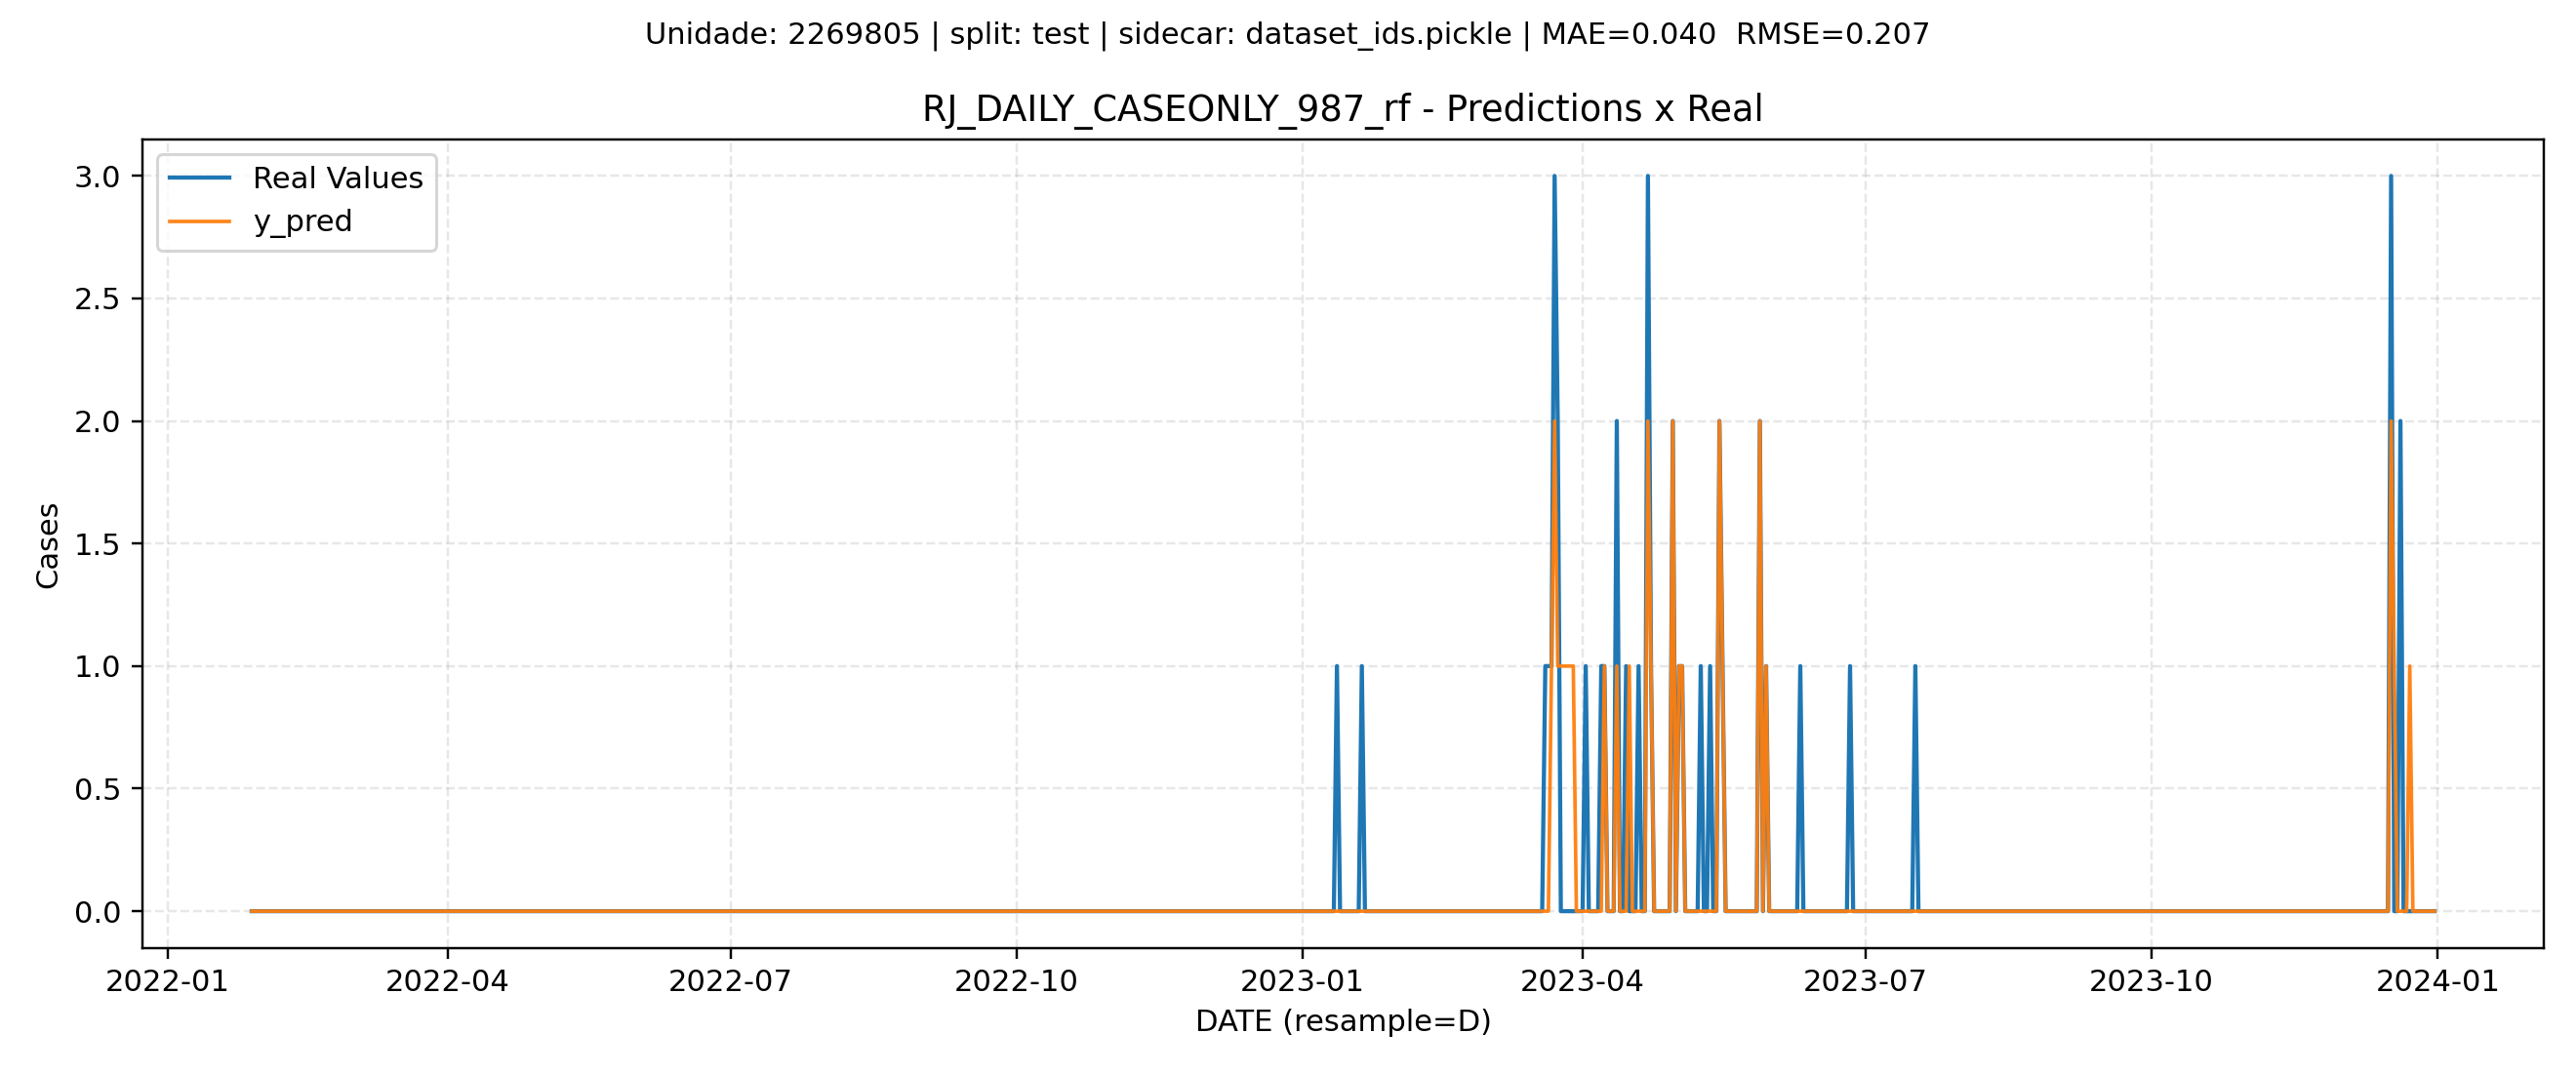 Unidade: 2269805 | split: test | sidecar: dataset_ids.pickle | MAE=0.040  RMSE=0.207
RJ_DAILY_CASEONLY_987_rf - Predictions x Real
Real Values
y_pred
3.0
2.5
2.0
1.5
1.0
0.5
0.0
Cases
2022-01
2022-04
2022-07
2022-10
2023-01
2023-04
2023-07
2023-10
2024-01
DATE (resample=D)